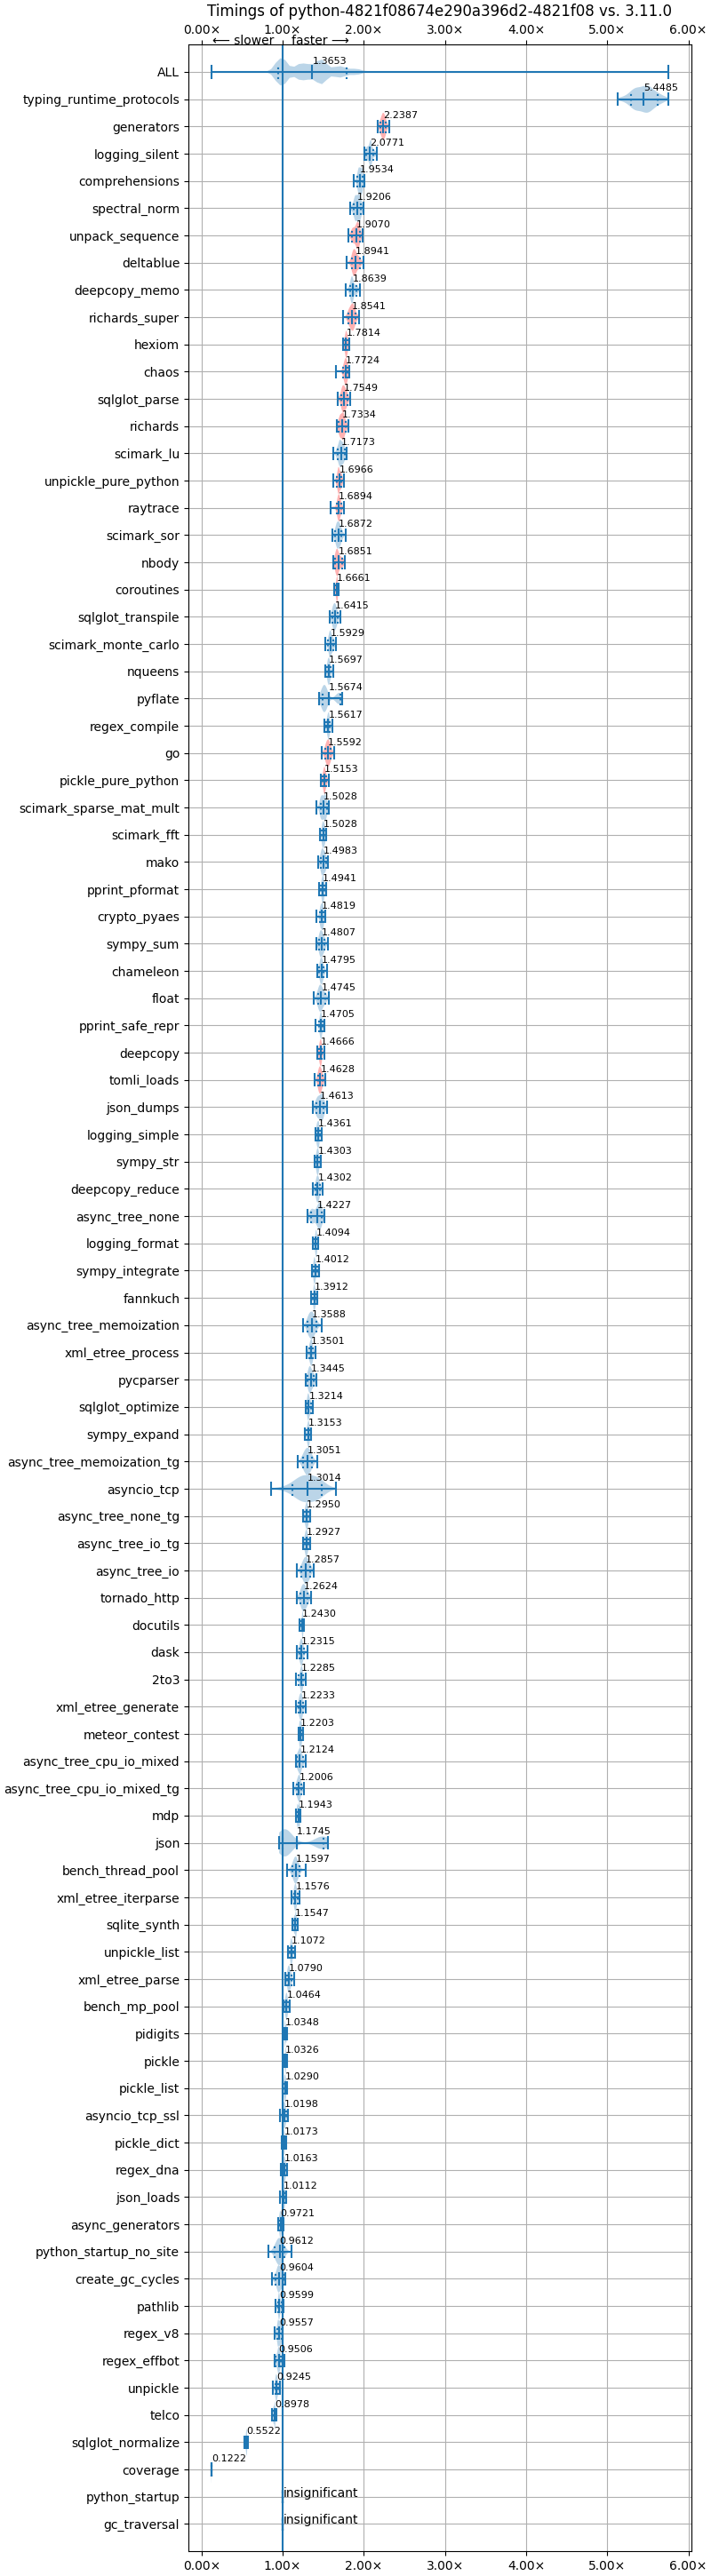 Timings of python-4821f08674e290a396d2-4821f08 vs. 3.11.0
0.00× 1.00× 2.00× 3.00× 4.00× 5.00× 6.00×
⟵ slower faster ⟶
ALL 1.3653
typing_runtime_protocols 5.4485
generators 2.2387
logging_silent 2.0771
comprehensions 1.9534
spectral_norm 1.9206
unpack_sequence 1.9070
deltablue 1.8941
deepcopy_memo 1.8639
richards_super 1.8541
hexiom 1.7814
chaos 1.7724
sqlglot_parse 1.7549
richards 1.7334
scimark_lu 1.7173
unpickle_pure_python 1.6966
raytrace 1.6894
scimark_sor 1.6872
nbody 1.6851
coroutines 1.6661
sqlglot_transpile 1.6415
scimark_monte_carlo 1.5929
nqueens 1.5697
pyflate 1.5674
regex_compile 1.5617
go 1.5592
pickle_pure_python 1.5153
scimark_sparse_mat_mult 1.5028
scimark_fft 1.5028
mako 1.4983
pprint_pformat 1.4941
crypto_pyaes 1.4819
sympy_sum 1.4807
chameleon 1.4795
float 1.4745
pprint_safe_repr 1.4705
deepcopy 1.4666
tomli_loads 1.4628
json_dumps 1.4613
logging_simple 1.4361
sympy_str 1.4303
deepcopy_reduce 1.4302
async_tree_none 1.4227
logging_format 1.4094
sympy_integrate 1.4012
fannkuch 1.3912
async_tree_memoization 1.3588
xml_etree_process 1.3501
pycparser 1.3445
sqlglot_optimize 1.3214
sympy_expand 1.3153
async_tree_memoization_tg 1.3051
asyncio_tcp 1.3014
async_tree_none_tg 1.2950
async_tree_io_tg 1.2927
async_tree_io 1.2857
tornado_http 1.2624
docutils 1.2430
dask 1.2315
2to3 1.2285
xml_etree_generate 1.2233
meteor_contest 1.2203
async_tree_cpu_io_mixed 1.2124
async_tree_cpu_io_mixed_tg 1.2006
mdp 1.1943
json 1.1745
bench_thread_pool 1.1597
xml_etree_iterparse 1.1576
sqlite_synth 1.1547
unpickle_list 1.1072
xml_etree_parse 1.0790
bench_mp_pool 1.0464
pidigits 1.0348
pickle 1.0326
pickle_list 1.0290
asyncio_tcp_ssl 1.0198
pickle_dict 1.0173
regex_dna 1.0163
json_loads 1.0112
async_generators 0.9721
python_startup_no_site 0.9612
create_gc_cycles 0.9604
pathlib 0.9599
regex_v8 0.9557
regex_effbot 0.9506
unpickle 0.9245
telco 0.8978
sqlglot_normalize 0.5522
coverage 0.1222
python_startup insignificant
gc_traversal insignificant
0.00× 1.00× 2.00× 3.00× 4.00× 5.00× 6.00×